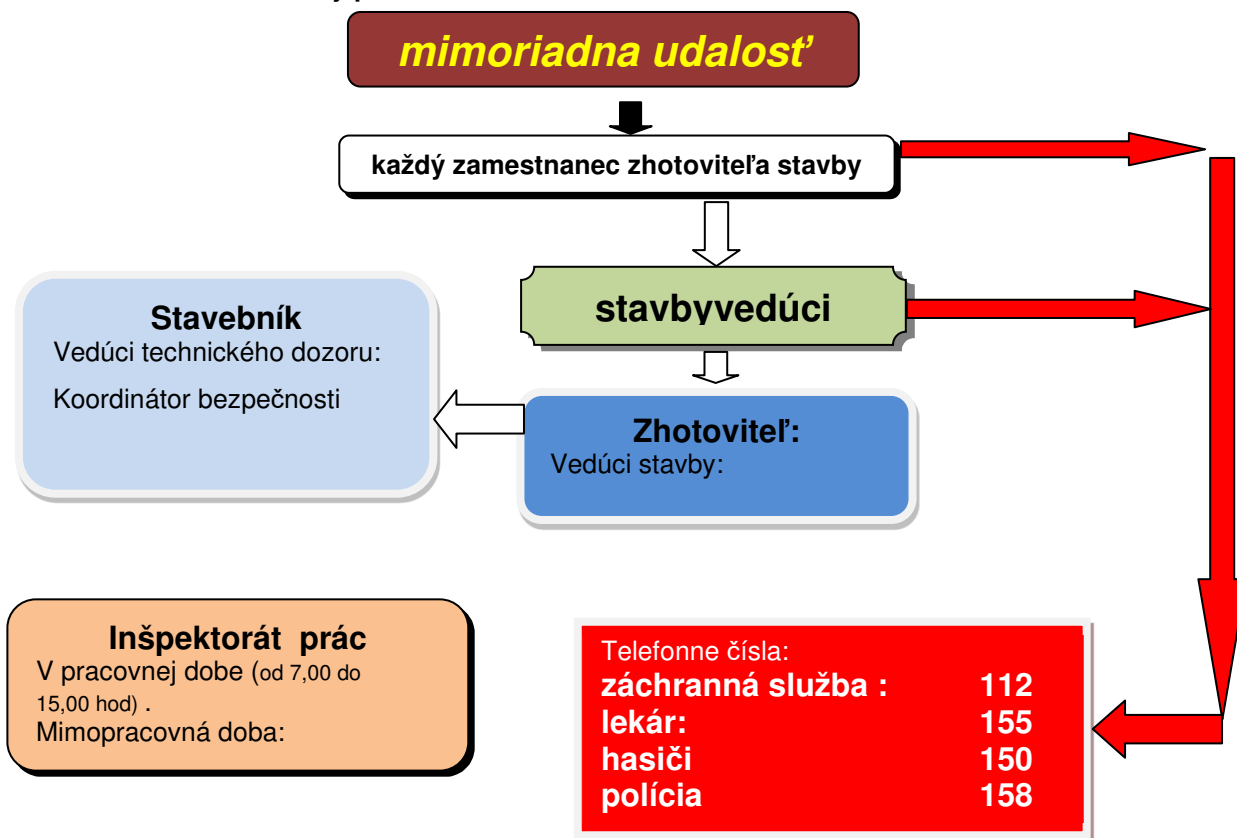 mimoriadna udalosť
každý zamestnanec zhotoviteľa stavby
stavbyvedúci
Stavebník
Vedúci technického dozoru:
Koordinátor bezpečnosti
Zhotoviteľ:
Vedúci stavby:
Inšpektorát prác
V pracovnej dobe (od 7,00 do
15,00 hod) .
Mimopracovná doba:
Telefonne čísla:
záchranná služba : 112
lekár: 155
hasiči 150
polícia 158